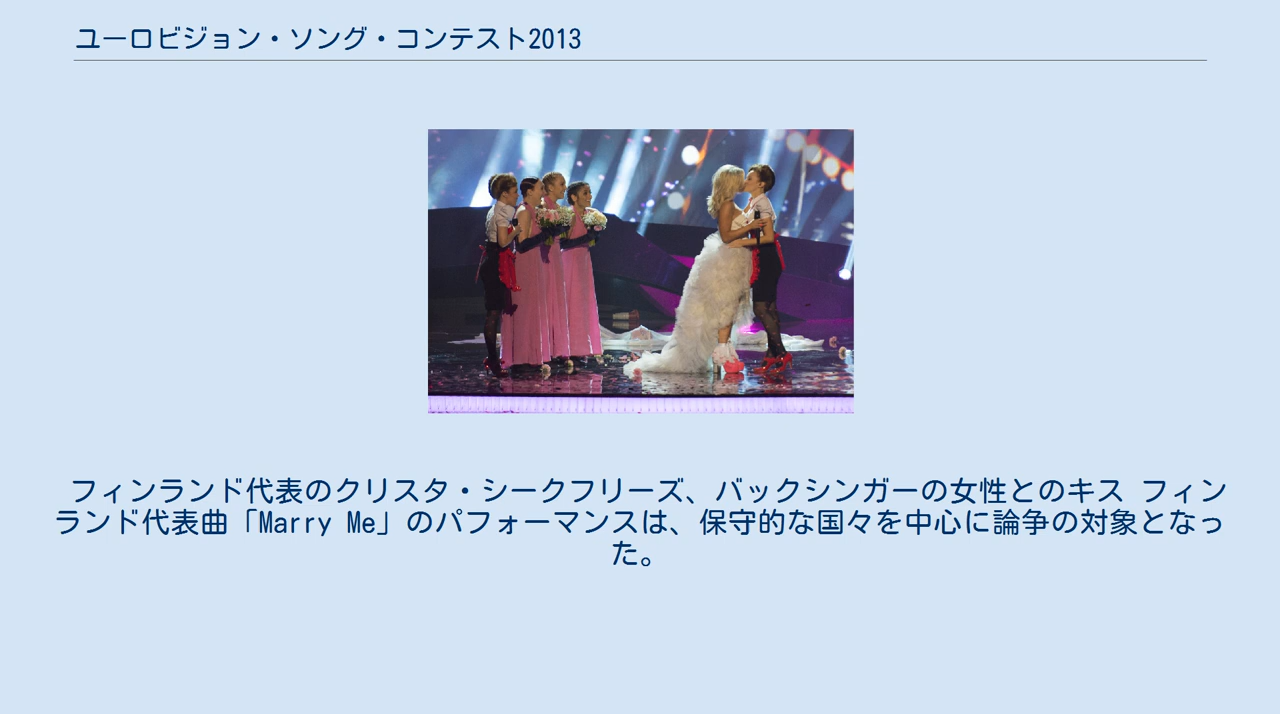 ユーロビジョン・ソング・コンテスト2013
フィンランド代表のクリスタ・シークフリーズ、バックシンガーの女性とのキス フィン
ランド代表曲「Marry Me」のパフォーマンスは、保守的な国々を中心に論争の対象となっ
た。